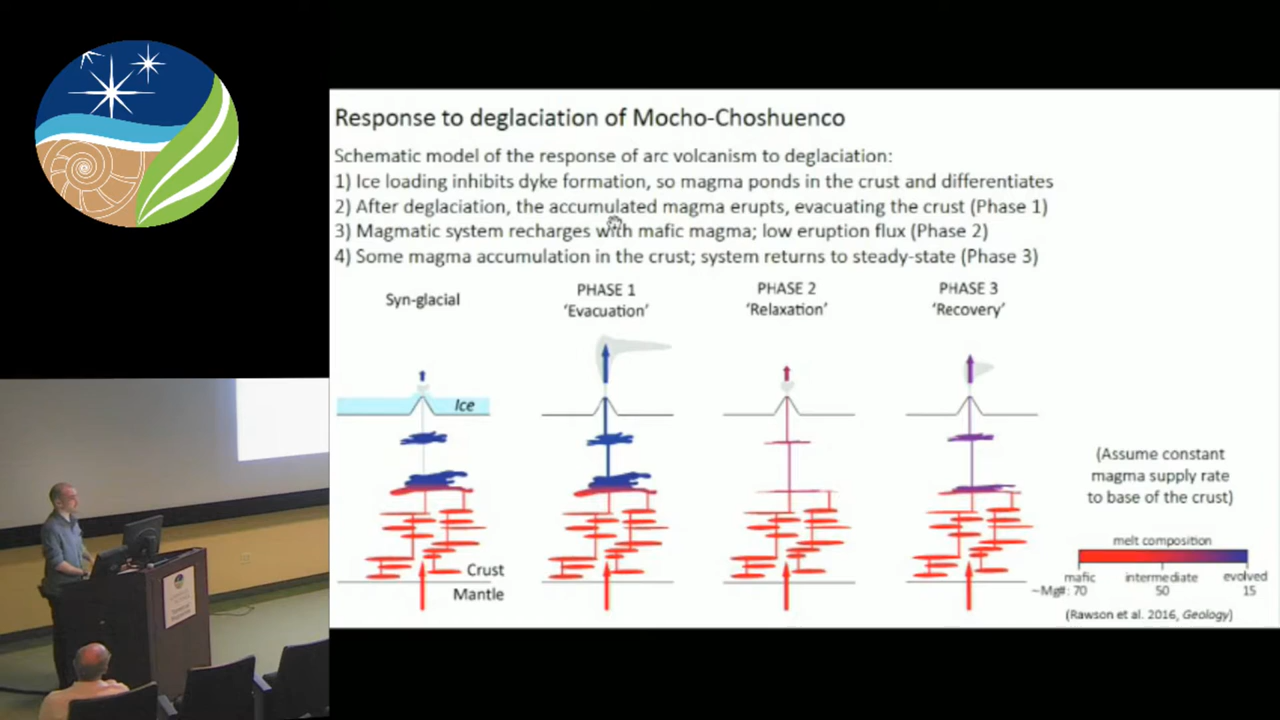 Response to deglaciation of Mocho-Choshuenco
Schematic model of the response of arc volcanism to deglaciation:
1) Ice loading inhibits dyke formation, so magma ponds in the crust and differentiates
2) After deglaciation, the accumulated magma erupts, evacuating the crust (Phase 1)
3) Magmatic system recharges with mafic magma; low eruption flux (Phase 2)
4) Some magma accumulation in the crust; system returns to steady-state (Phase 3)
Syn-glacial
PHASE 1
'Evacuation'
PHASE 2
'Relaxation'
PHASE 3
'Recovery'
Ice
Crust
Mantle
(Assume constant
magma supply rate
to base of the crust)
melt composition
mafic intermediate evolved
~Mg#: 70 50 15
(Rawson et al. 2016, Geology)